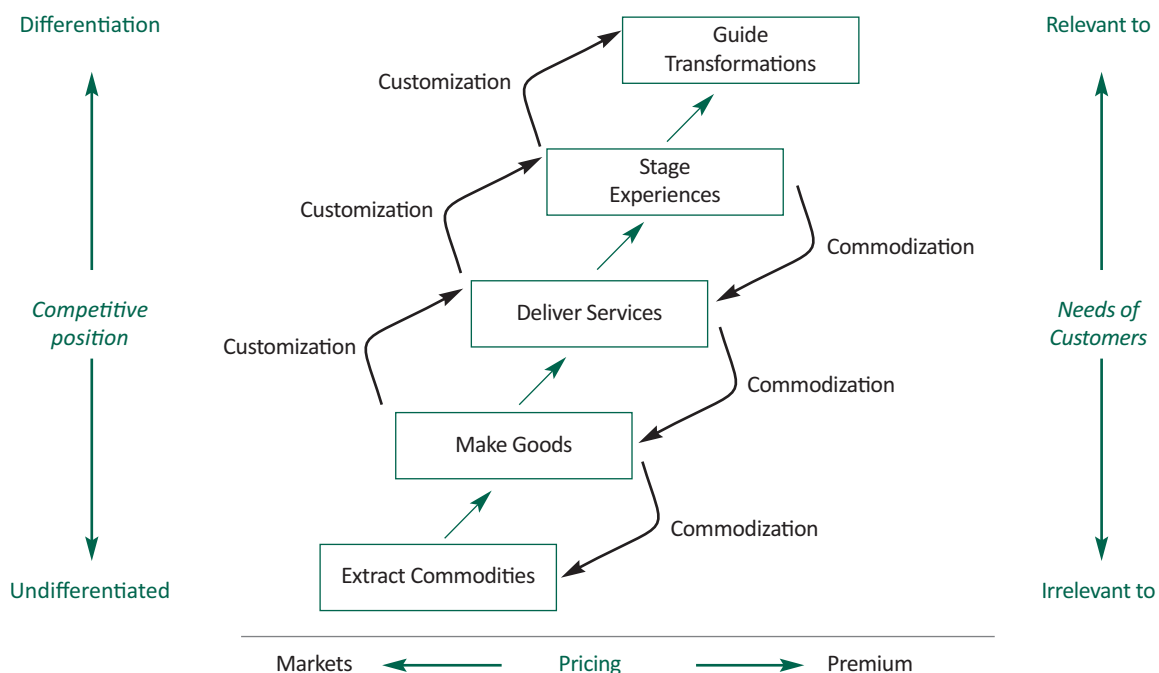 Differentiation
Guide
Transformations
Relevant to
Customization
Stage
Experiences
Customization
Commodization
Competitive
position
Deliver Services
Needs of
Customers
Customization
Commodization
Make Goods
Commodization
Extract Commodities
Undifferentiated
Irrelevant to
Markets
Pricing
Premium